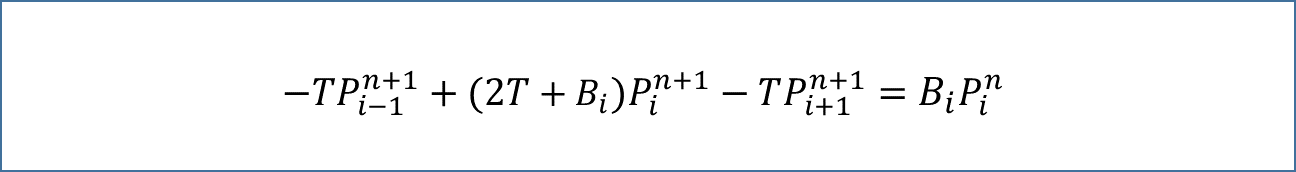 $-TP_{i-1}^{n+1} + (2T + B_i)P_i^{n+1} - TP_{i+1}^{n+1} = B_iP_i^n$